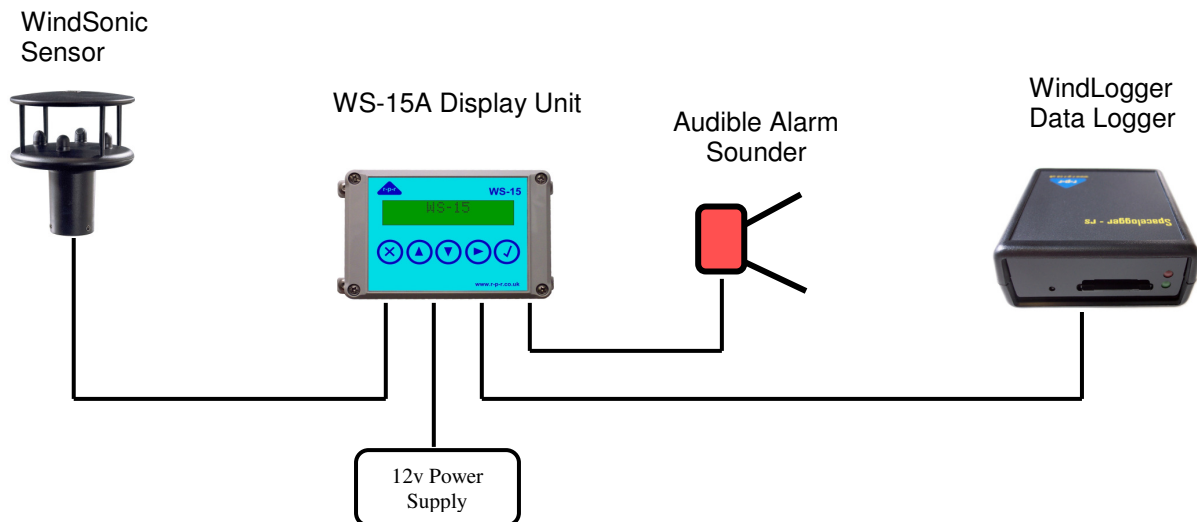 WindSonic
Sensor
WS-15A Display Unit
Audible Alarm
Sounder
WindLogger
Data Logger
r-p-r
WS-15
WS-15
www.r-p-r.co.uk
r-p-r
Spacelogger - rs
12v Power
Supply